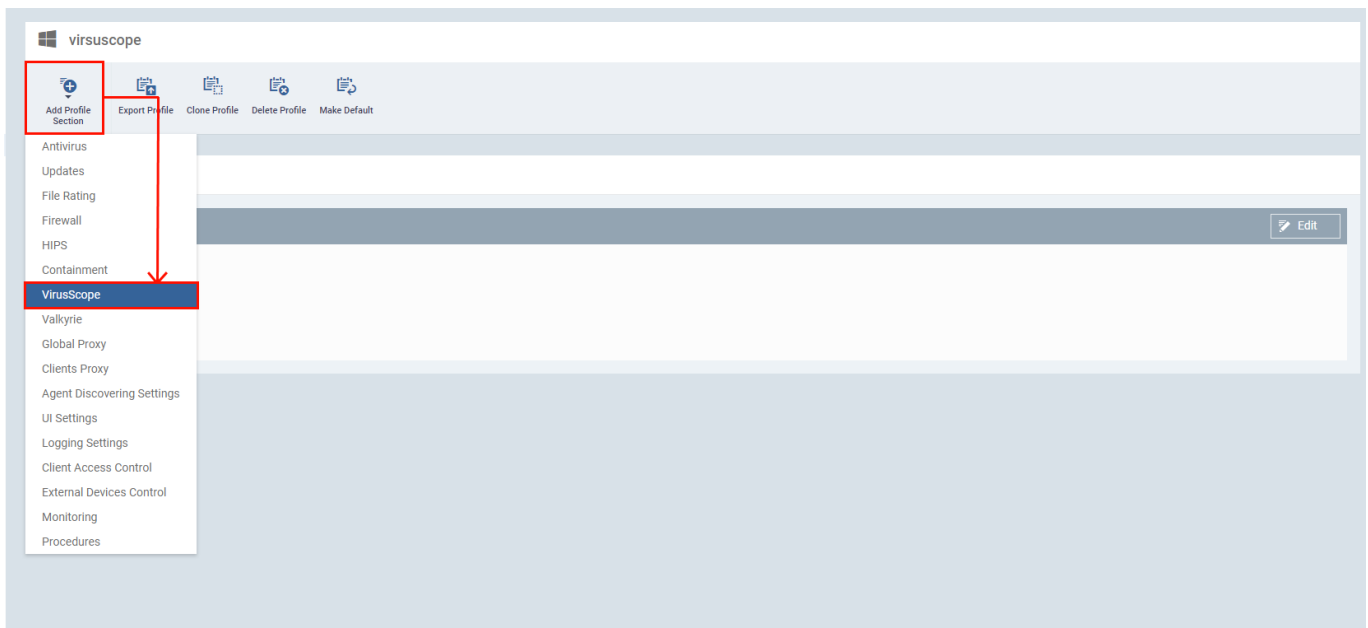 virsuscope
Add Profile
Section
Export Profile
Clone Profile
Delete Profile
Make Default
Antivirus
Updates
File Rating
Firewall
Edit
HIPS
Containment
VirusScope
Valkyrie
Global Proxy
Clients Proxy
Agent Discovering Settings
UI Settings
Logging Settings
Client Access Control
External Devices Control
Monitoring
Procedures